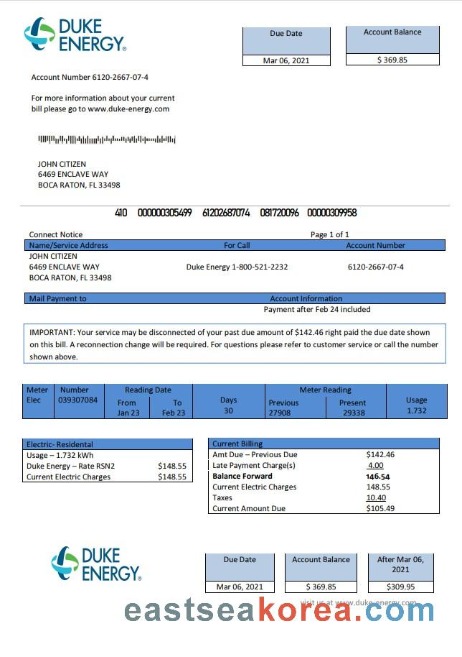 DUKE
ENERGY®
Due Date
Mar 06, 2021
Account Balance
$ 369.85
Account Number 6120-2667-07-4
For more information about your current
bill please go to www.duke-energy.com
JOHN CITIZEN
6469 ENCLAVE WAY
BOCA RATON, FL 33498
410 000000305499 61202687074 081720096 00000309958
Connect Notice Page 1 of 1
Name/Service Address For Call Account Number
JOHN CITIZEN
6469 ENCLAVE WAY Duke Energy 1-800-521-2232 6120-2667-07-4
BOCA RATON, FL 33498
Mail Payment to Account Information
Payment after Feb 24 included
IMPORTANT: Your service may be disconnected of your past due amount of $142.46 right paid the due date shown
on this bill. A reconnection change will be required. For questions please refer to customer service or call the number
shown above.
Meter Number Reading Date Days Meter Reading Usage
Elec 039307084 From To 30 Previous Present 1.732
Jan 23 Feb 23 27908 29338
Electric- Residental
Usage – 1.732 kWh
Duke Energy – Rate RSN2 $148.55
Current Electric Charges $148.55
Current Billing
Amt Due – Previous Due $142.46
Late Payment Charge(s) 4.00
Balance Forward 146.54
Current Electric Charges 148.55
Taxes 10.40
Current Amount Due $105.49
DUKE
ENERGY®
Due Date
Mar 06, 2021
Account Balance
$ 369.85
After Mar 06,
2021
$309.95
visit us at www.duke-energy.com
eastseakorea.com